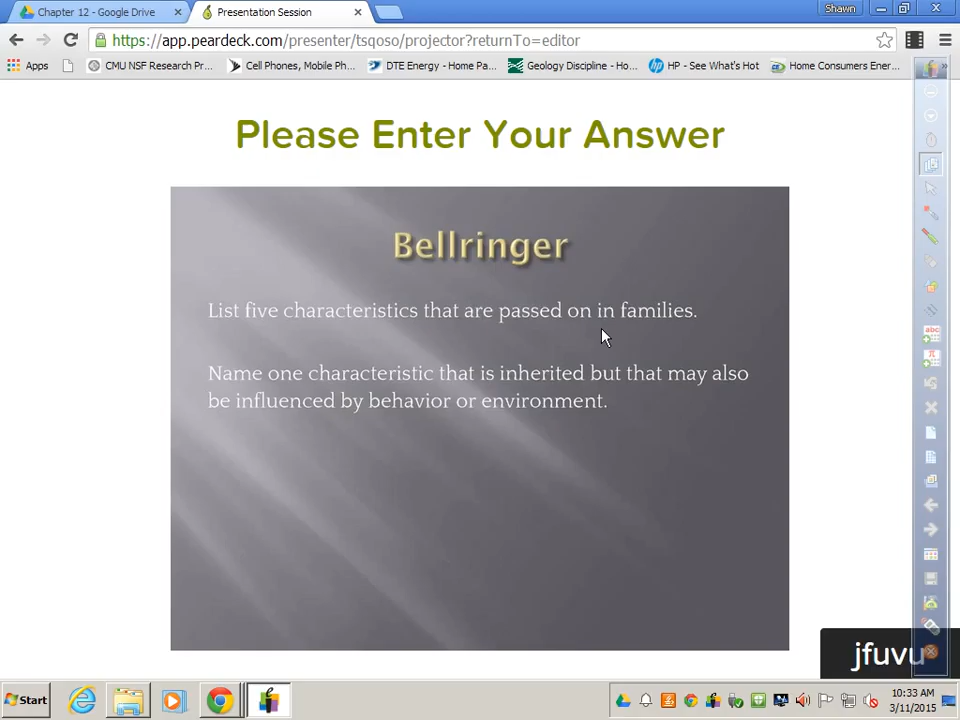 Chapter 12 - Google Drive
Presentation Session
Shawn
https://app.peardeck.com/presenter/tsqoso/projector?returnTo=editor
Apps
CMU NSF Research Pr...
Cell Phones, Mobile Ph...
DTE Energy - Home Pa...
Geology Discipline - Ho...
HP - See What's Hot
Home Consumers Ener...
Please Enter Your Answer
Bellringer
List five characteristics that are passed on in families.
Name one characteristic that is inherited but that may also
be influenced by behavior or environment.
abc
π
jfuvu
Start
10:33 AM
3/11/2015